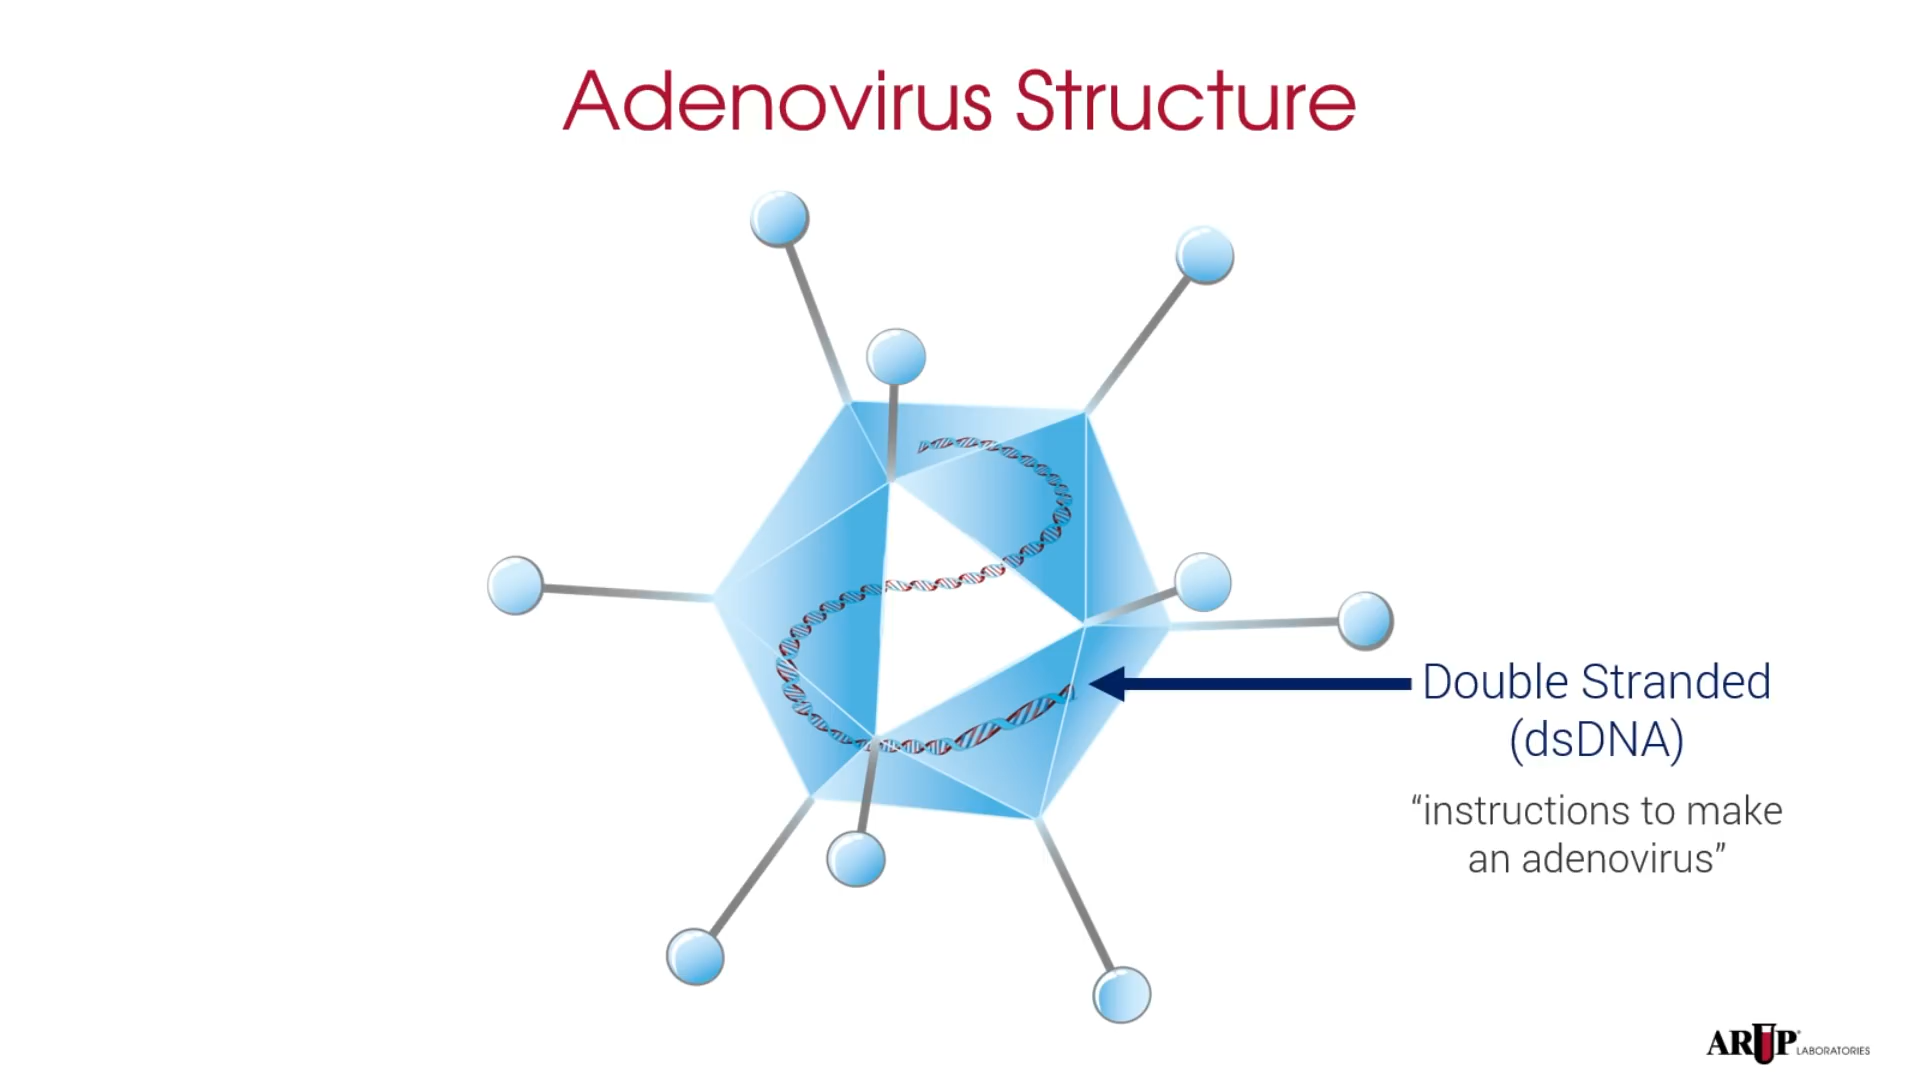 Adenovirus Structure
Double Stranded
(dsDNA)
“instructions to make
an adenovirus”
ARUP® LABORATORIES